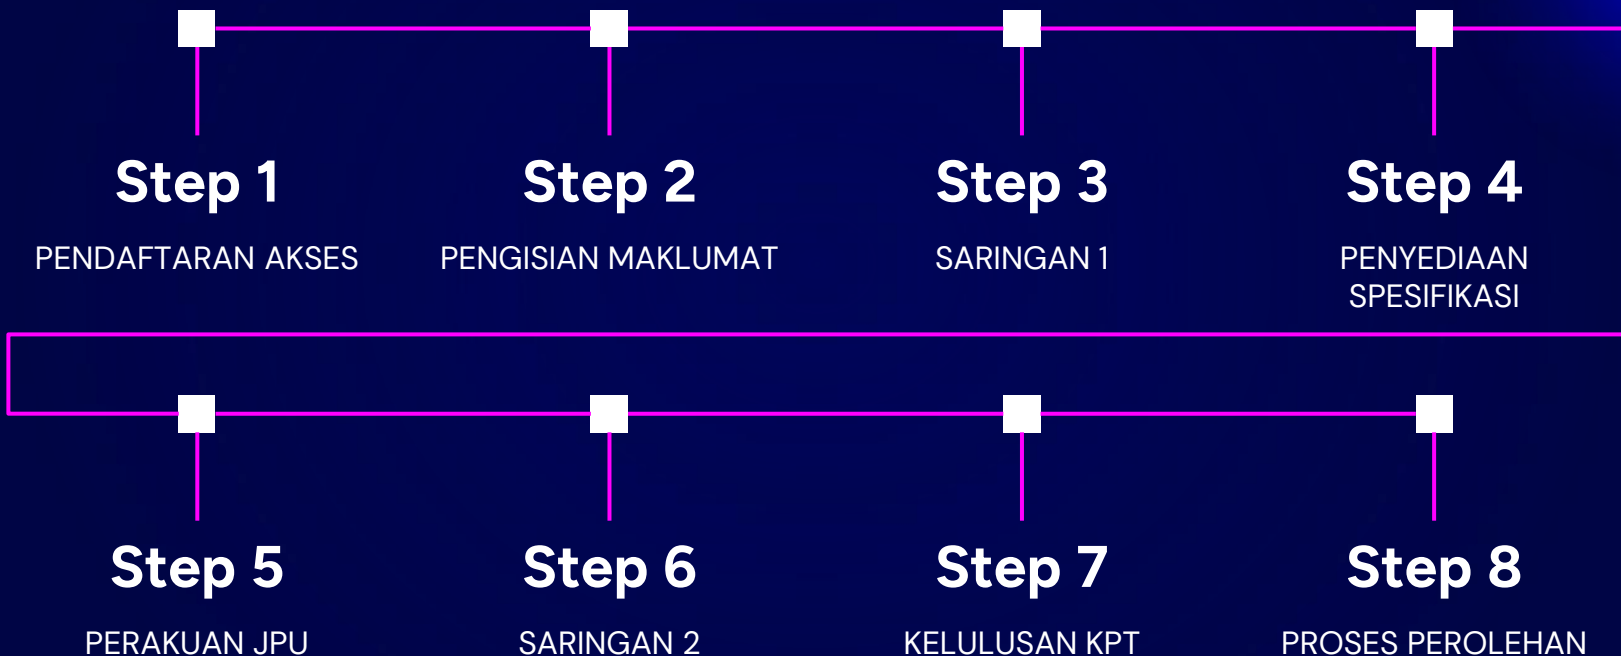 Step 1
PENDAFTARAN AKSES
Step 2
PENGISIAN MAKLUMAT
Step 3
SARINGAN 1
Step 4
PENYEDIAAN
SPESIFIKASI
Step 5
PERAKUAN JPU
Step 6
SARINGAN 2
Step 7
KELULUSAN KPT
Step 8
PROSES PEROLEHAN